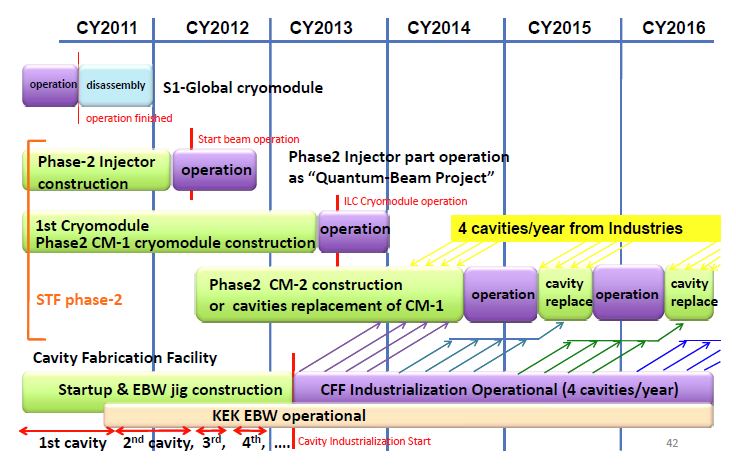 CY2011 CY2012 CY2013 CY2014 CY2015 CY2016
operation disassembly S1-Global cryomodule
operation finished
Start beam operation
Phase-2 Injector
construction
operation
Phase2 Injector part operation
as “Quantum-Beam Project”
ILC Cryomodule operation
1st Cryomodule
Phase2 CM-1 cryomodule construction
operation
4 cavities/year from Industries
STF phase-2
Phase2 CM-2 construction
or cavities replacement of CM-1
operation
cavity
replace
operation
cavity
replace
Cavity Fabrication Facility
Startup & EBW jig construction
CFF Industrialization Operational (4 cavities/year)
KEK EBW operational
1st cavity 2nd cavity, 3rd, 4th, ....
Cavity Industrialization Start
42